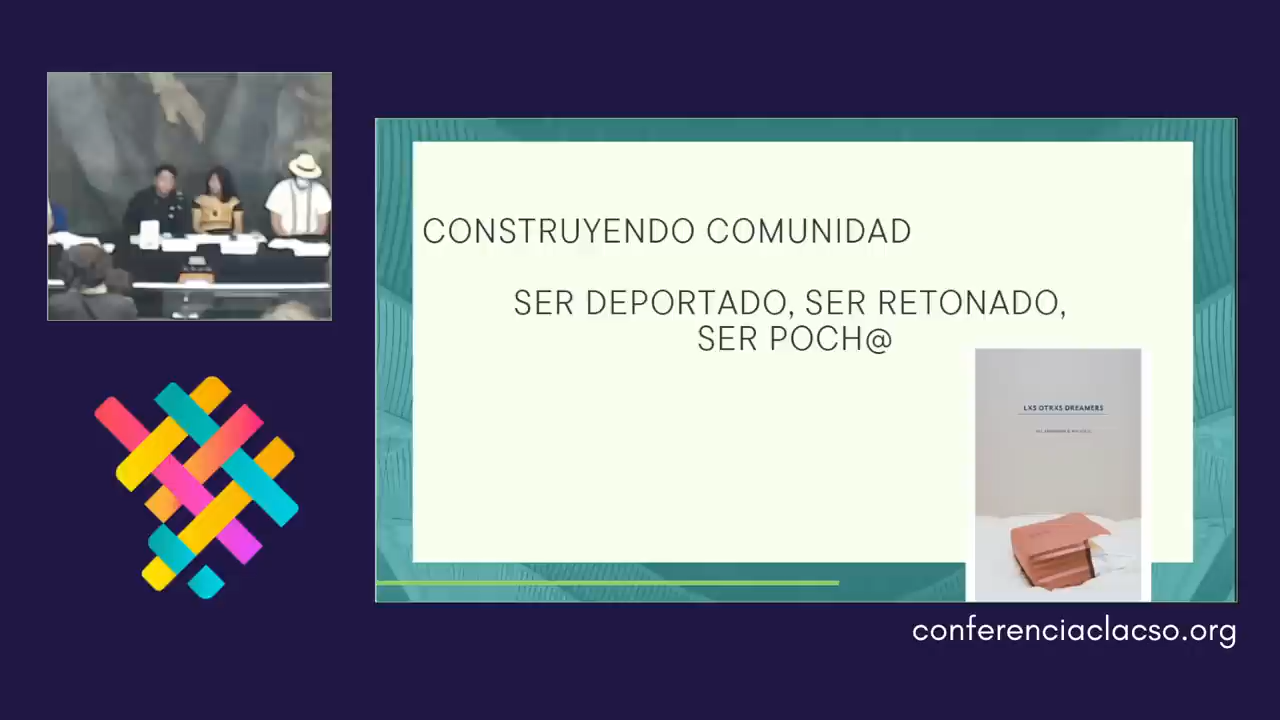 CONSTRUYENDO COMUNIDAD
SER DEPORTADO, SER RETONADO,
SER POCH@
LXS OTRXS DREAMERS
conferenciaclacso.org